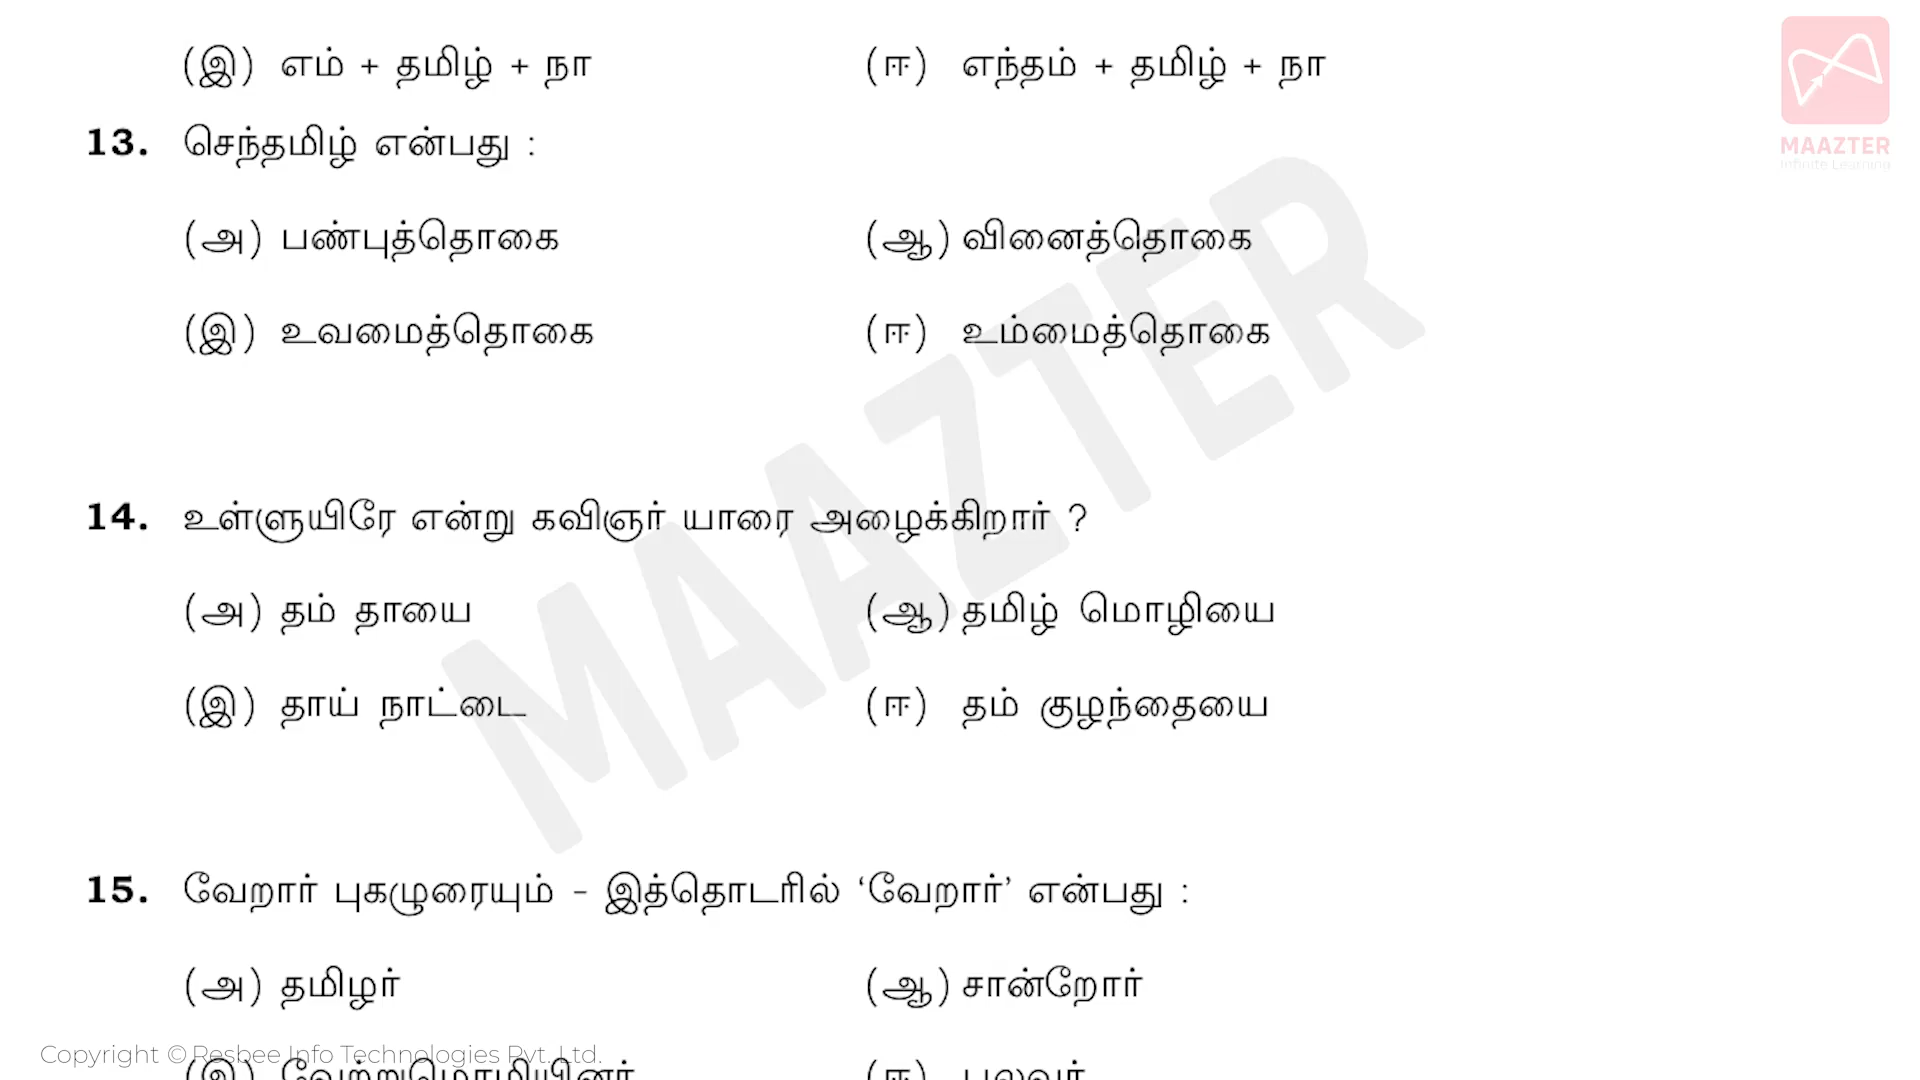 (இ) எம் + தமிழ் + நா (ஈ) எந்தம் + தமிழ் + நா
MAAZTER
Infinite Learning
13. செந்தமிழ் என்பது :
(அ) பண்புத்தொகை (ஆ) வினைத்தொகை
(இ) உவமைத்தொகை (ஈ) உம்மைத்தொகை
MAAZTER
14. உள்ளுயிரே என்று கவிஞர் யாரை அழைக்கிறார் ?
(அ) தம் தாயை (ஆ) தமிழ் மொழியை
(இ) தாய் நாட்டை (ஈ) தம் குழந்தையை
15. வேறார் புகழுரையும் - இத்தொடரில் ‘வேறார்’ என்பது :
(அ) தமிழர் (ஆ) சான்றோர்
Copyright © Resbee Info Technologies Pvt. Ltd.
(இ) வேற்றுமொழியினர் (ஈ) புலவர்